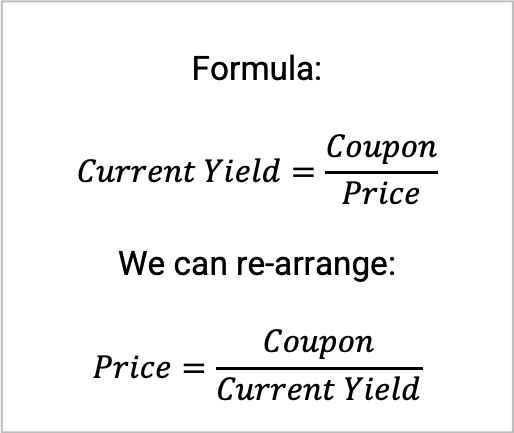 Formula:
Current Yield = Coupon / Price
We can re-arrange:
Price = Coupon / Current Yield